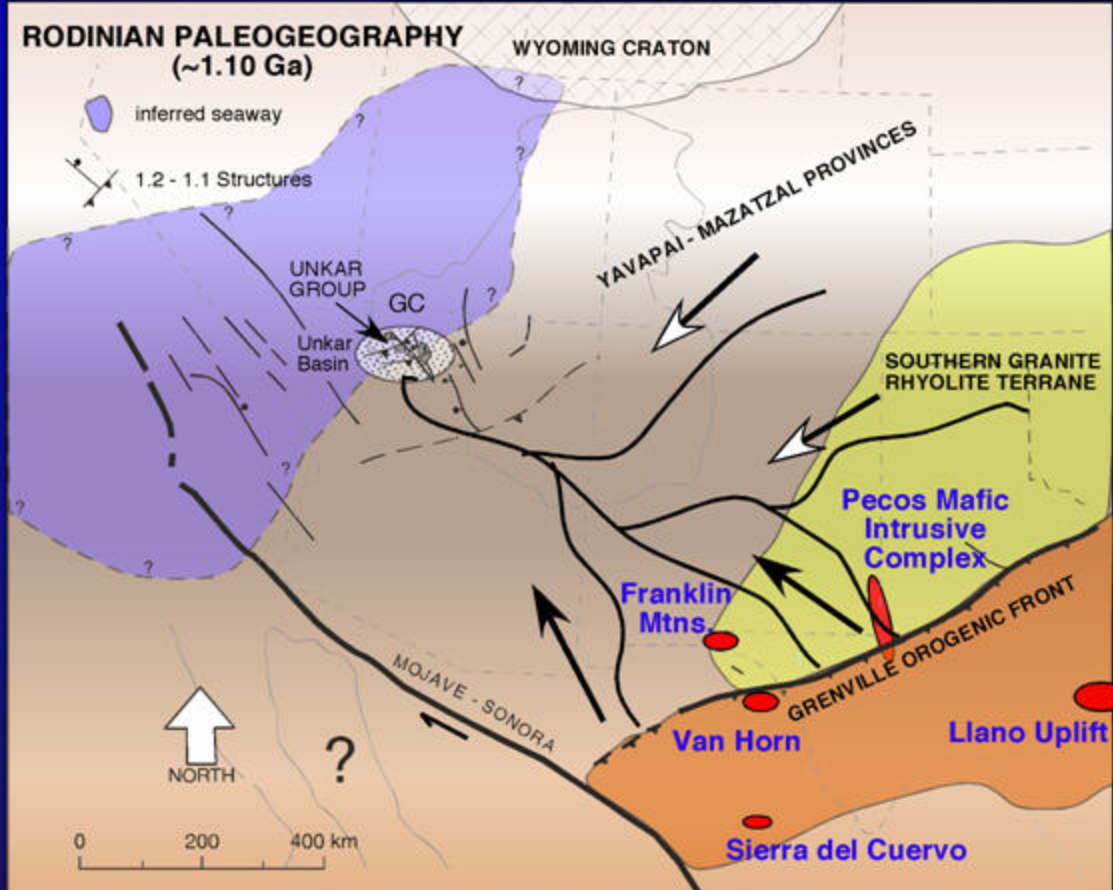 RODINIAN PALEOGEOGRAPHY
(~1.10 Ga)
WYOMING CRATON
inferred seaway
1.2 - 1.1 Structures
?
?
?
?
?
?
?
?
?
?
YAVAPAI - MAZATZAL PROVINCES
UNKAR
GROUP
GC
Unkar
Basin
SOUTHERN GRANITE
RHYOLITE TERRANE
Pecos Mafic
Intrusive
Complex
Franklin
Mtns.
GRENVILLE OROGENIC FRONT
MOJAVE - SONORA
Van Horn
Llano Uplift
NORTH
Sierra del Cuervo
0 200 400 km